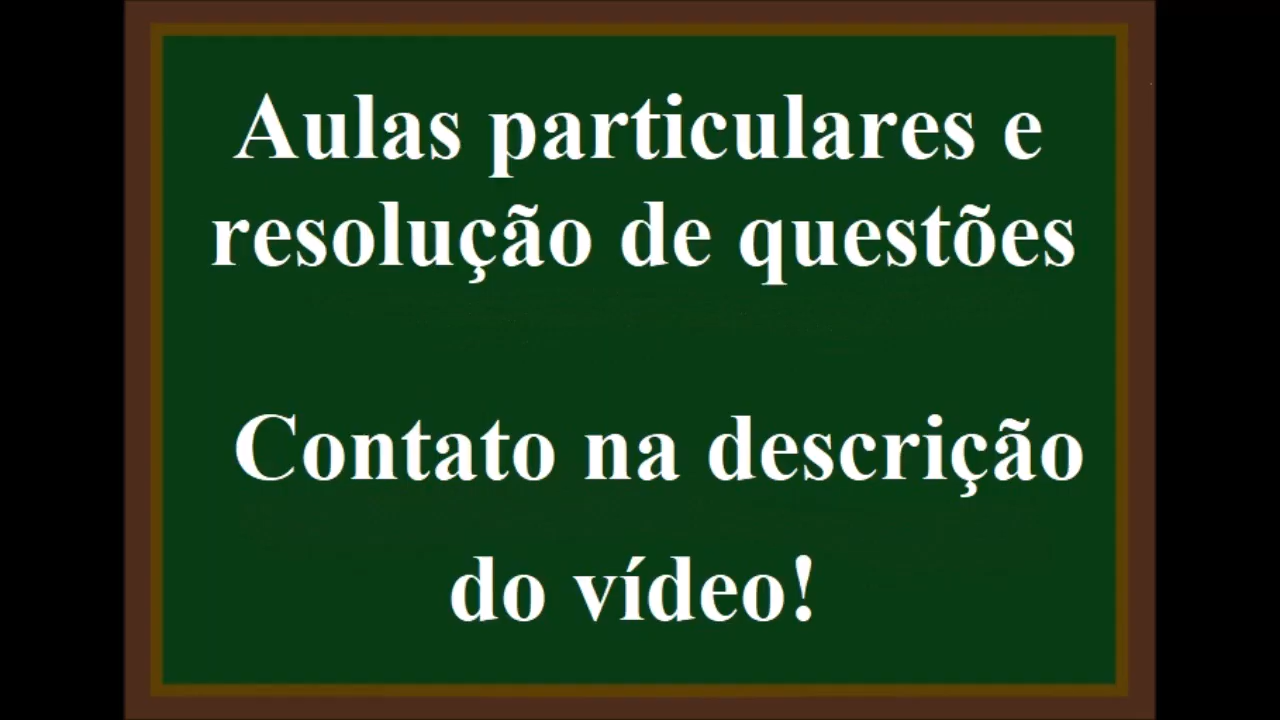 Aulas particulares e
resolução de questões
Contato na descrição
do vídeo!